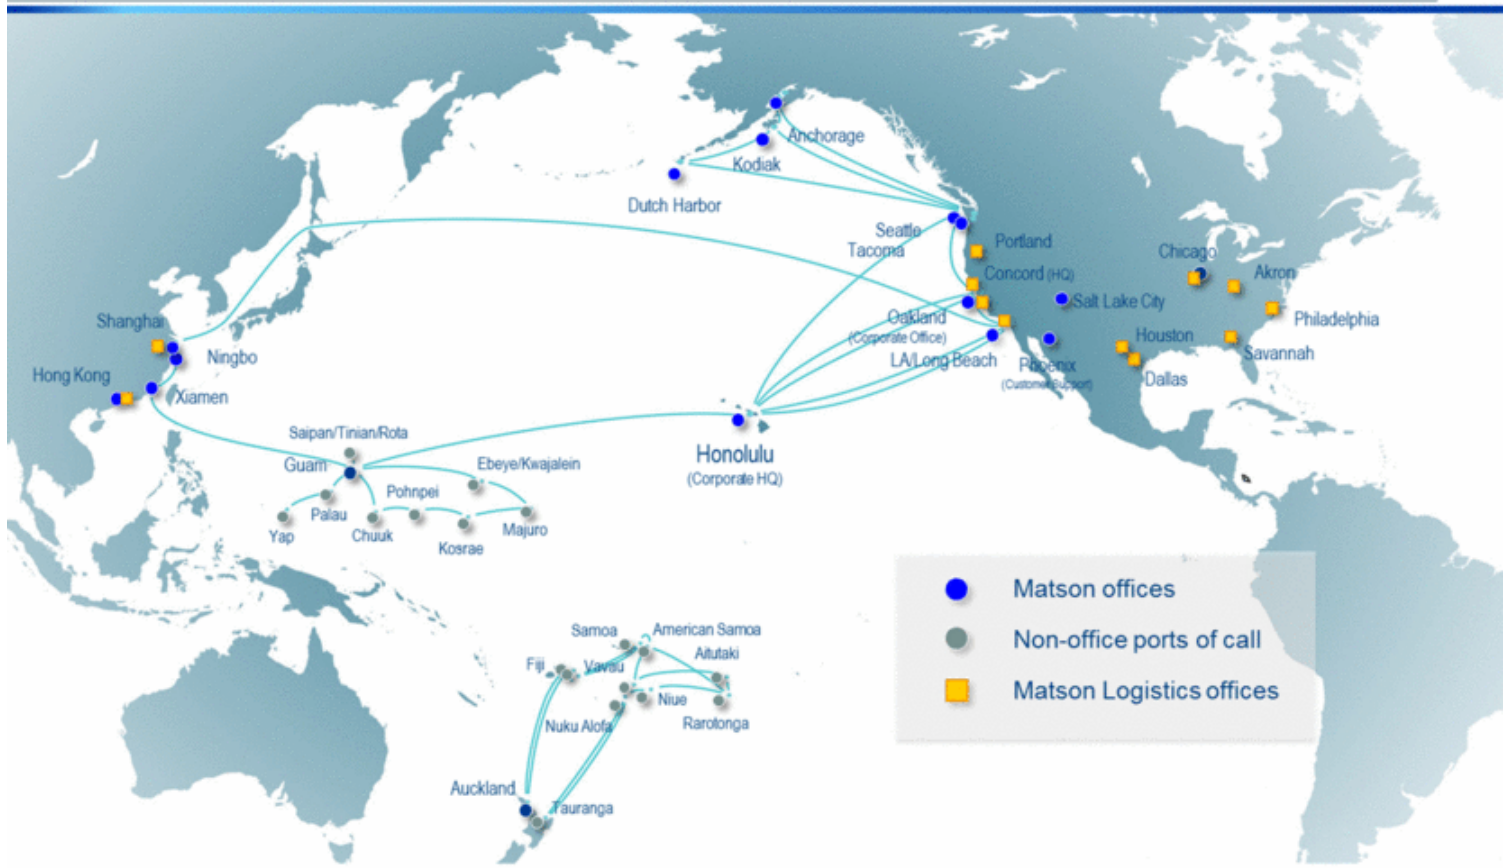 Anchorage
Kodiak
Dutch Harbor
Seattle
Tacoma
Portland
Concord (HQ)
Chicago
Akron
Salt Lake City
Philadelphia
Oakland
(Corporate Office)
Houston
Savannah
LA/Long Beach
Phoenix
(Customer Support)
Dallas
Shanghai
Ningbo
Hong Kong
Xiamen
Honolulu
(Corporate HQ)
Saipan/Tinian/Rota
Guam
Ebeye/Kwajalein
Pohnpei
Palau
Yap
Chuuk
Kosrae
Majuro
Matson offices
Non-office ports of call
Matson Logistics offices
Samoa
American Samoa
Aitutaki
Fiji
Vavau
Niue
Nuku Alofa
Rarotonga
Auckland
Tauranga